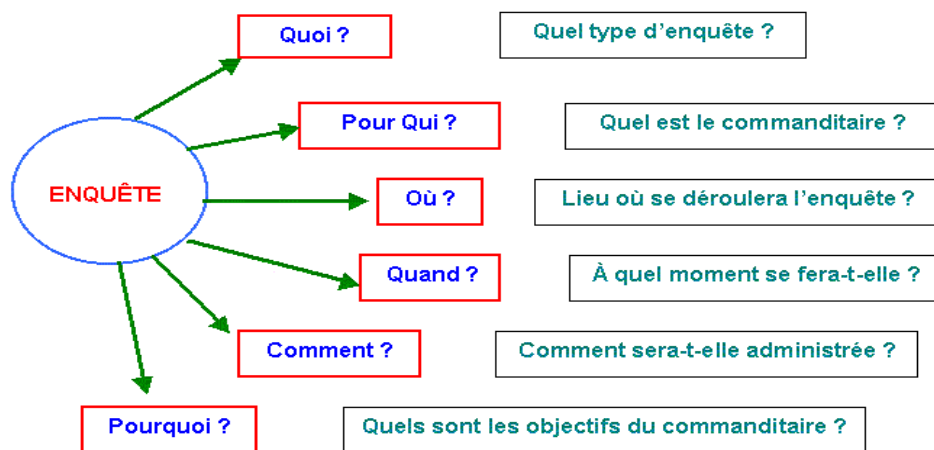 Quoi ?
Quel type d'enquête ?
Pour Qui ?
Quel est le commanditaire ?
ENQUÊTE
Où ?
Lieu où se déroulera l'enquête ?
Quand ?
À quel moment se fera-t-elle ?
Comment ?
Comment sera-t-elle administrée ?
Pourquoi ?
Quels sont les objectifs du commanditaire ?